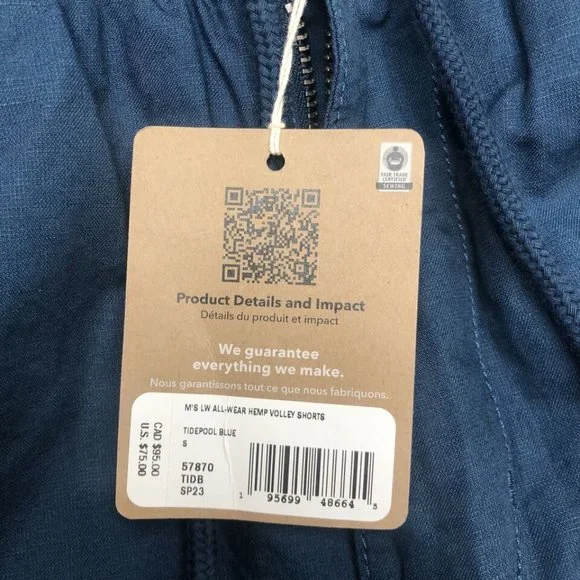 FAIR TRADE
CERTIFIED
SEWING
Product Details and Impact
Détails du produit et impact
We guarantee
everything we make.
Nous garantissons tout ce que nous fabriquons.
CAD $95.00
U.S. $75.00
M'S LW ALL-WEAR HEMP VOLLEY SHORTS
TIDEPOOL BLUE
S
57870
TIDB
SP23
1 95699 48664 5